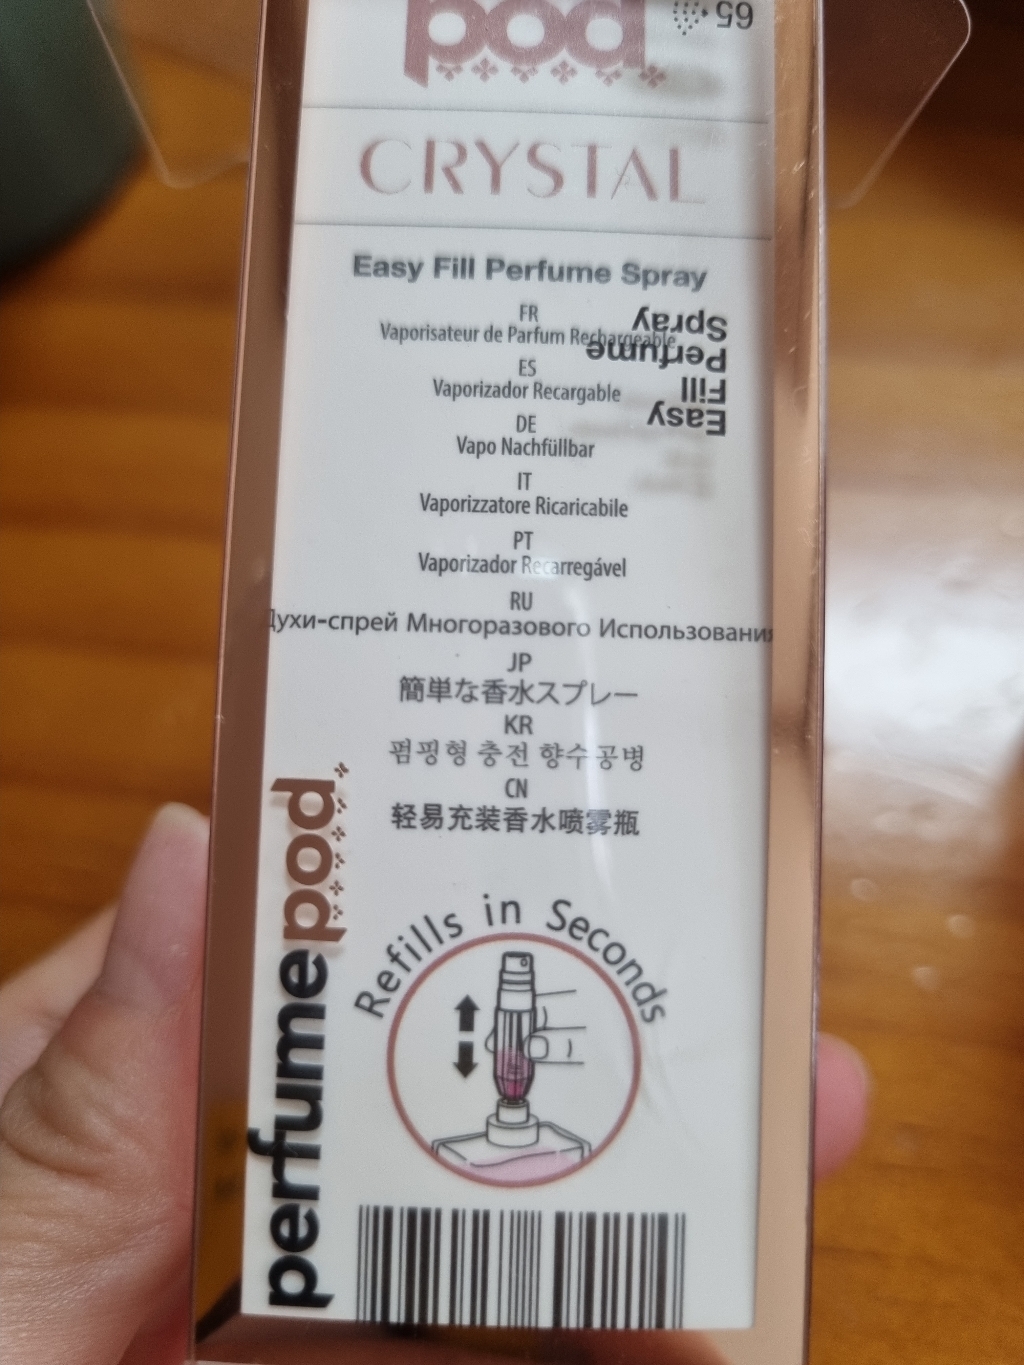 pod
65
CRYSTAL
Easy Fill Perfume Spray
FR
Vaporisateur de Parfum Rechargeable
ES
Vaporizador Recargable
DE
Vapo Nachfüllbar
IT
Vaporizzatore Ricaricabile
PT
Vaporizador Recarregável
RU
Духи-спрей Многоразового Использования
JP
簡単な香水スプレー
KR
펌핑형 충전 향수공병
CN
轻易充装香水喷雾瓶
Easy
Fill
Perfume
Spray
perfumepod
Refills in Seconds